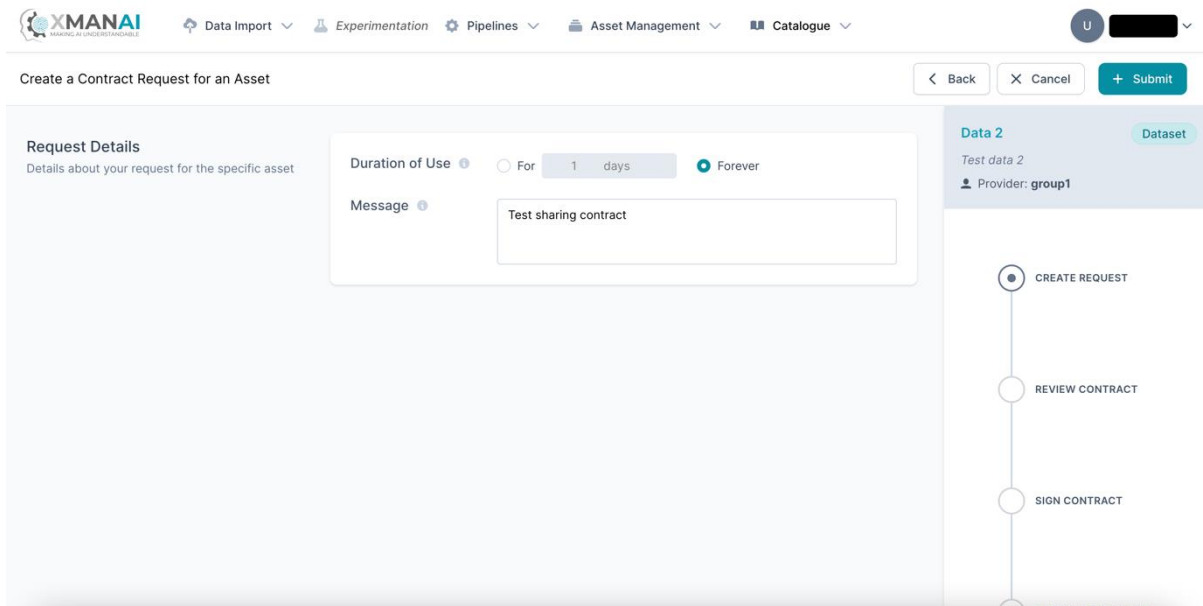 XMANAI
MAKING AI UNDERSTANDABLE
Data Import
Experimentation
Pipelines
Asset Management
Catalogue
U
Create a Contract Request for an Asset
Back
Cancel
+ Submit
Request Details
Details about your request for the specific asset
Duration of Use
For
1 days
Forever
Message
Test sharing contract
Data 2
Dataset
Test data 2
Provider: group1
CREATE REQUEST
REVIEW CONTRACT
SIGN CONTRACT